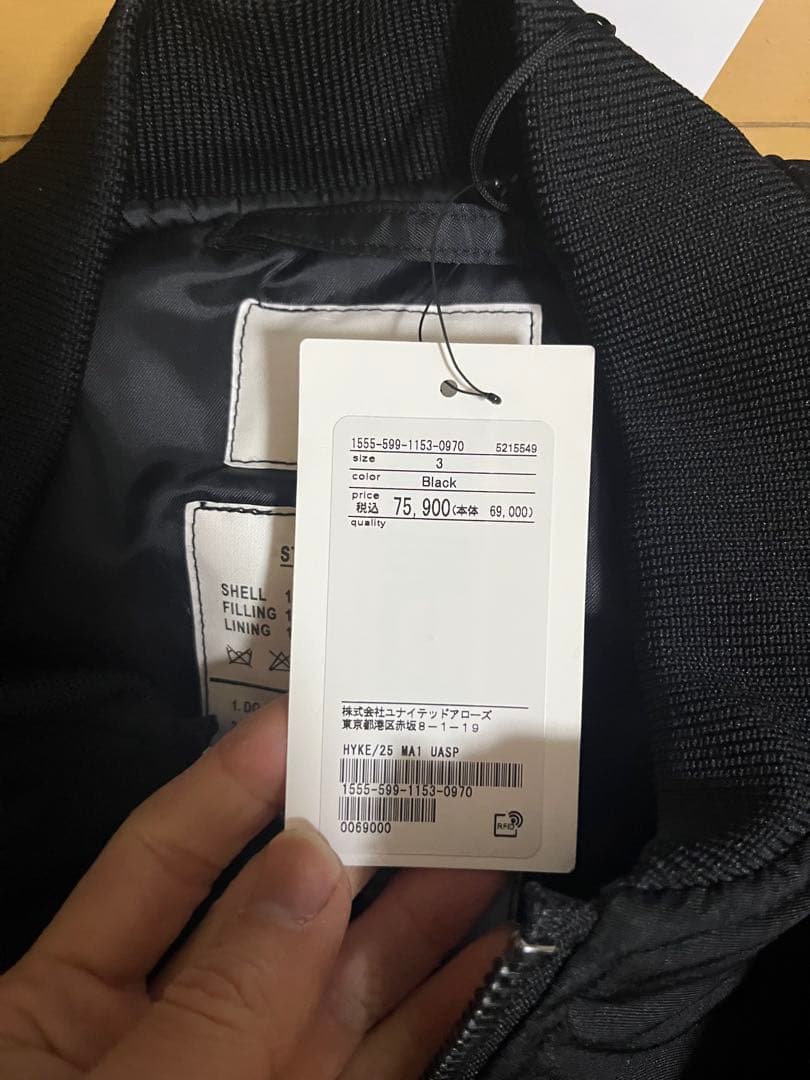 1555-599-1153-0970 5215549
size 3
color Black
price
税込 75,900(本体 69,000)
quality
SHELL
FILLING
LINING
1.DO
株式会社ユナイテッドアローズ
東京都港区赤坂8-1-19
HYKE/25 MA1 UASP
1555-599-1153-0970
0069000
RFID